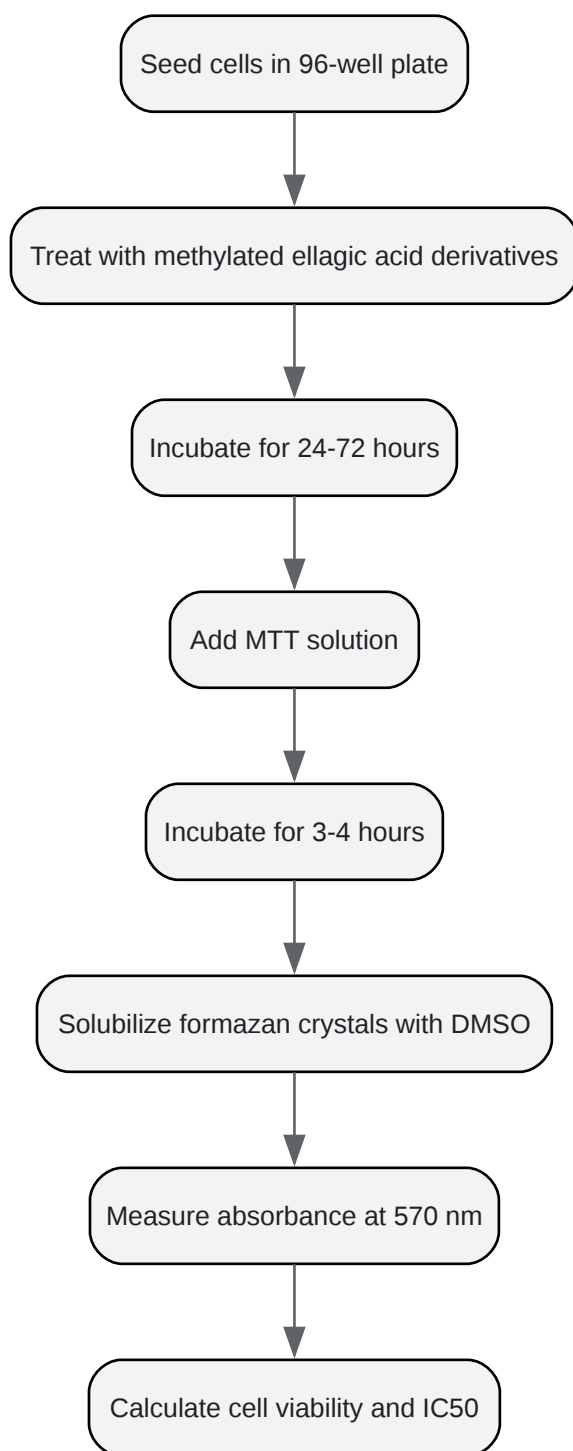 Seed cells in 96-well plate
Treat with methylated ellagic acid derivatives
Incubate for 24-72 hours
Add MTT solution
Incubate for 3-4 hours
Solubilize formazan crystals with DMSO
Measure absorbance at 570 nm
Calculate cell viability and IC50